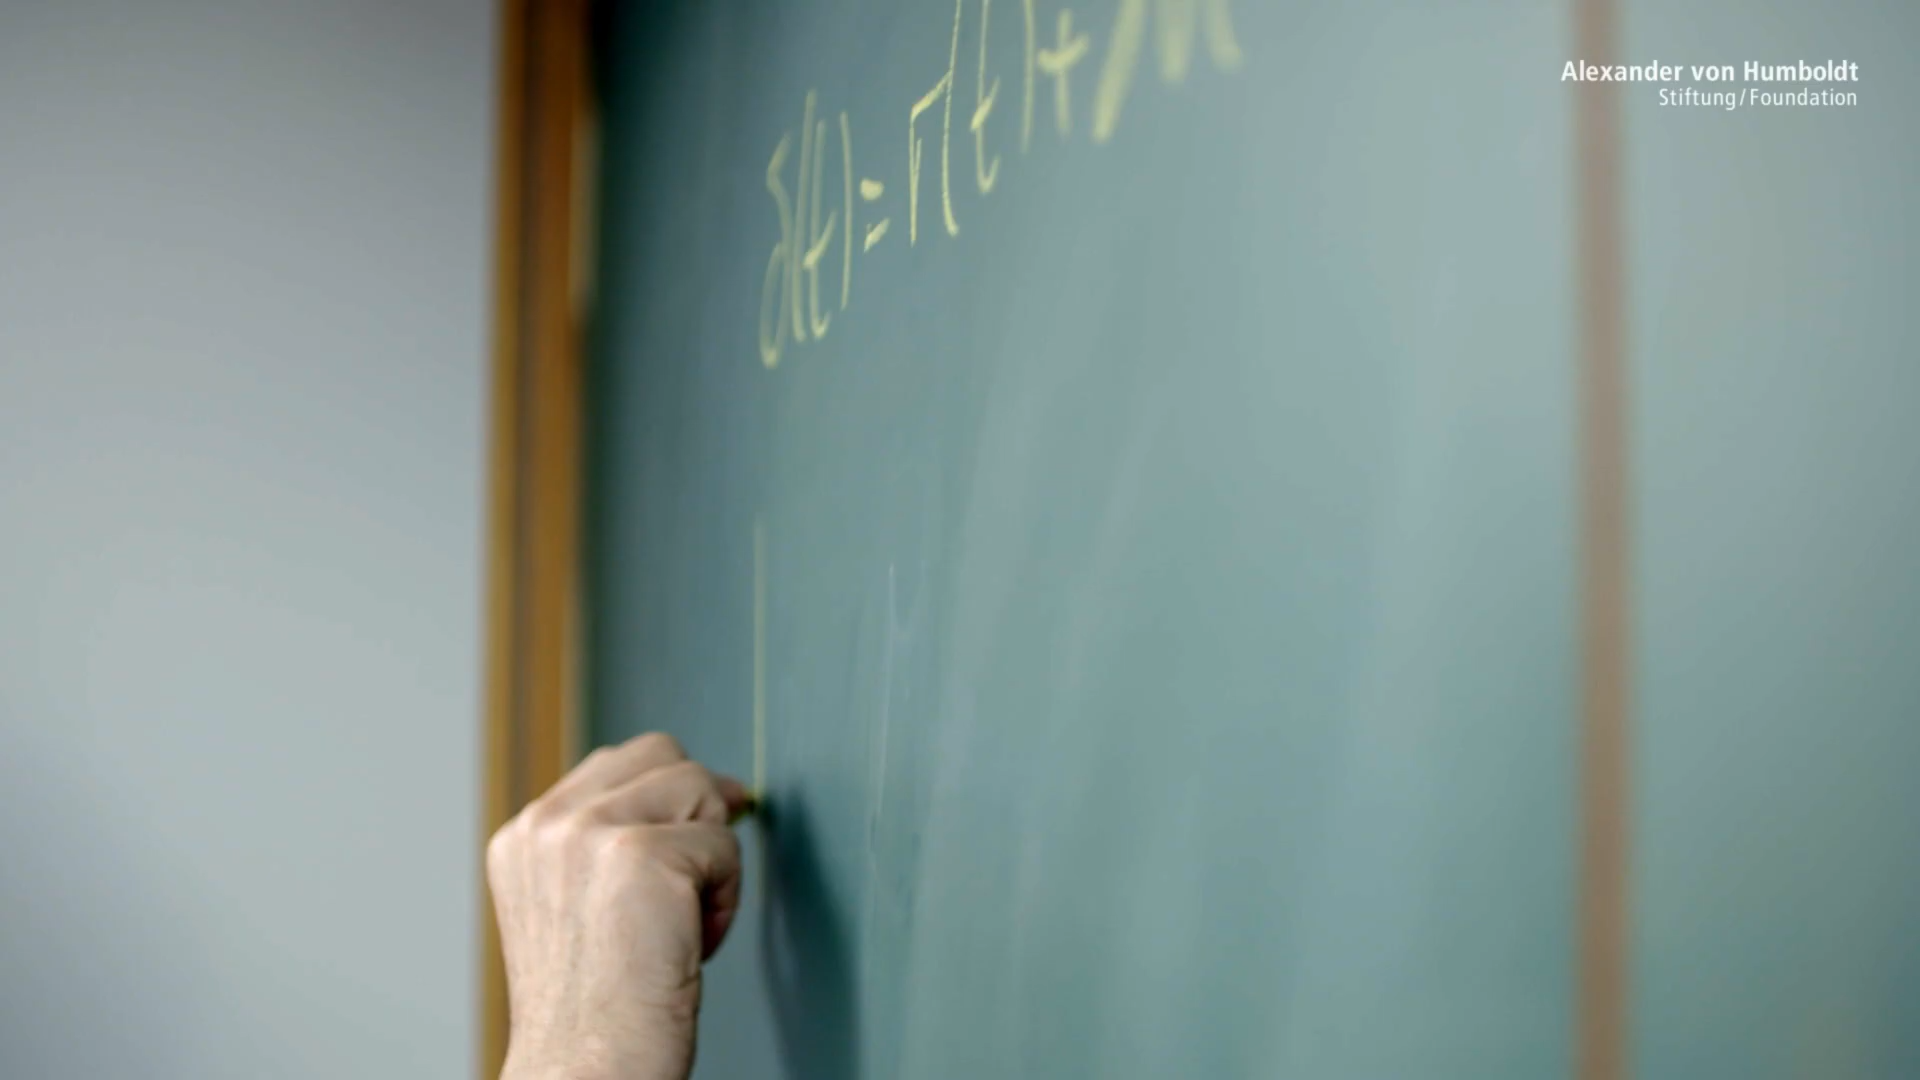 δ(t) = r(t) +
Alexander von Humboldt
Stiftung/Foundation